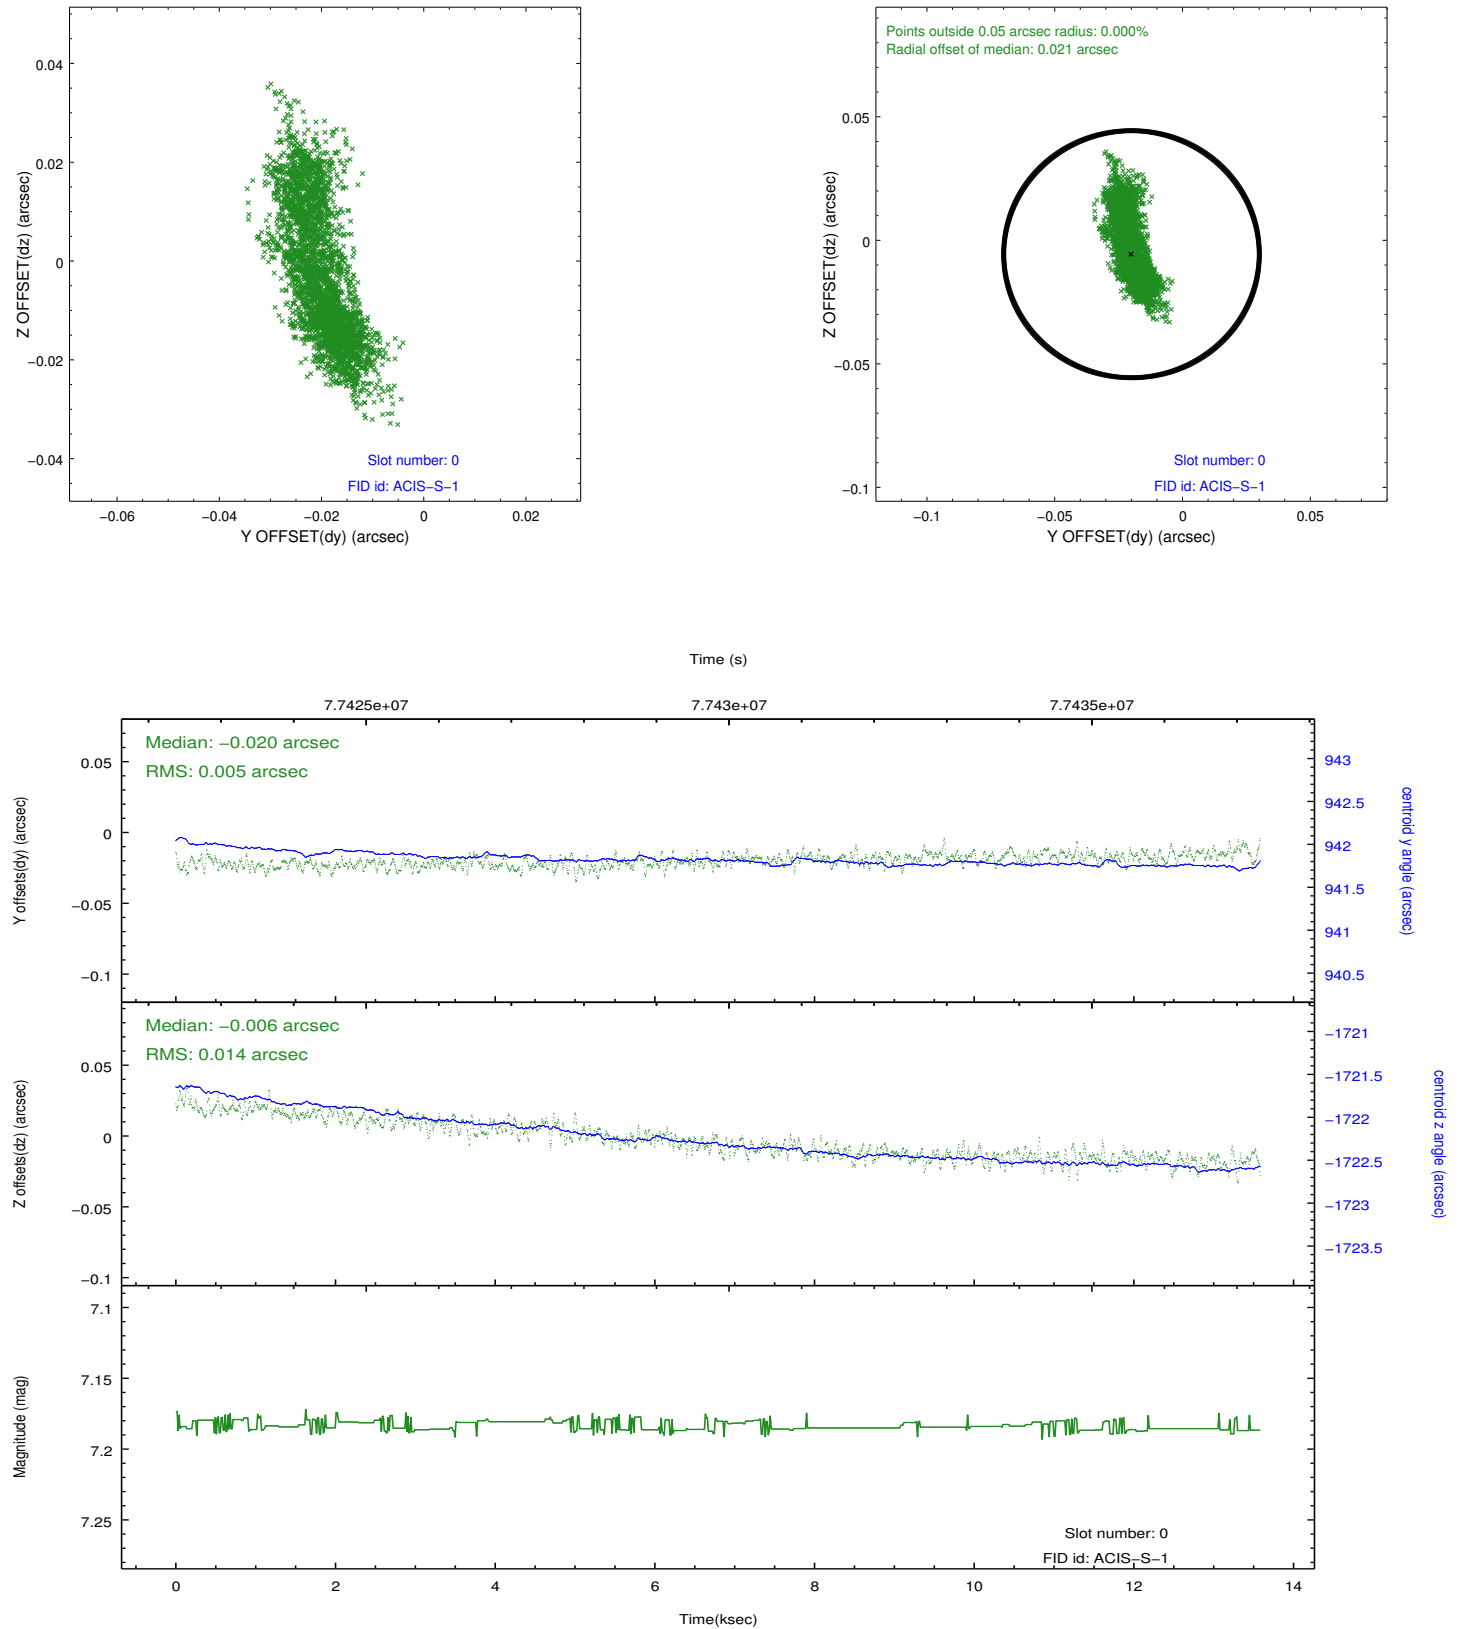 0.04
0.02
0
−0.02
−0.04
Z OFFSET(dz) (arcsec)
Slot number: 0
FID id: ACIS−S−1
−0.06
−0.04
−0.02
0
0.02
Y OFFSET(dy) (arcsec)
Points outside 0.05 arcsec radius: 0.000%
Radial offset of median: 0.021 arcsec
0.05
0
−0.05
−0.1
Z OFFSET(dz) (arcsec)
Slot number: 0
FID id: ACIS−S−1
−0.1
−0.05
0
0.05
Y OFFSET(dy) (arcsec)
Time (s)
7.7425e+07
7.743e+07
7.7435e+07
Median: −0.020 arcsec
RMS: 0.005 arcsec
0.05
0
−0.05
−0.1
Y offsets(dy) (arcsec)
943
942.5
942
941.5
941
940.5
centroid y angle (arcsec)
Median: −0.006 arcsec
RMS: 0.014 arcsec
0.05
0
−0.05
−0.1
Z offsets(dz) (arcsec)
−1721
−1721.5
−1722
−1722.5
−1723
−1723.5
centroid z angle (arcsec)
7.1
7.15
7.2
7.25
Magnitude (mag)
Slot number: 0
FID id: ACIS−S−1
0
2
4
6
8
10
12
14
Time(ksec)